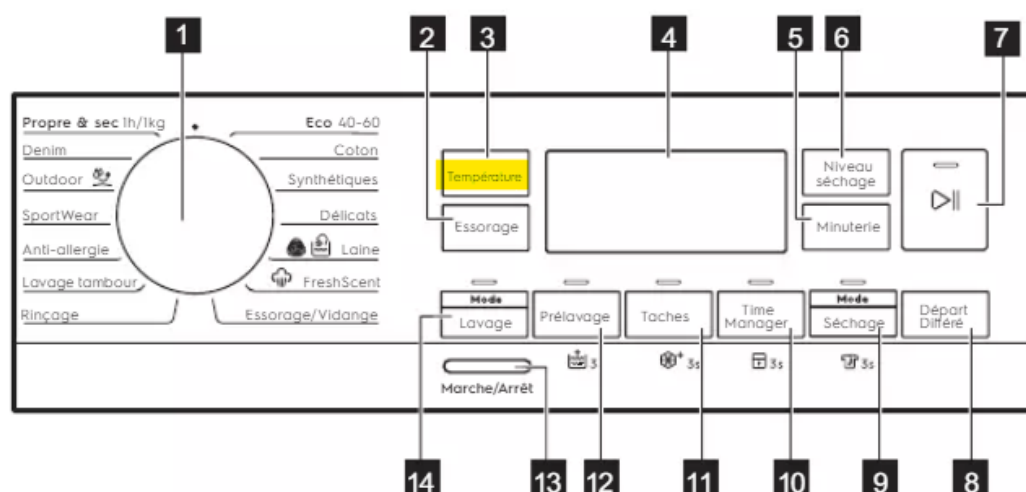 1
2
3
4
5
6
7
Propre & sec 1h/1kg
Denim
Outdoor
SportWear
Anti-allergie
Lavage tambour
Rinçage
Eco 40-60
Coton
Synthétiques
Délicats
Laine
FreshScent
Essorage/Vidange
Température
Essorage
Niveau
séchage
Minuterie
Mode
Lavage
Prélavage
Taches
Time
Manager
Mode
Séchage
Départ
Différé
Marche/Arrêt
3
3s
3s
3s
14
13
12
11
10
9
8